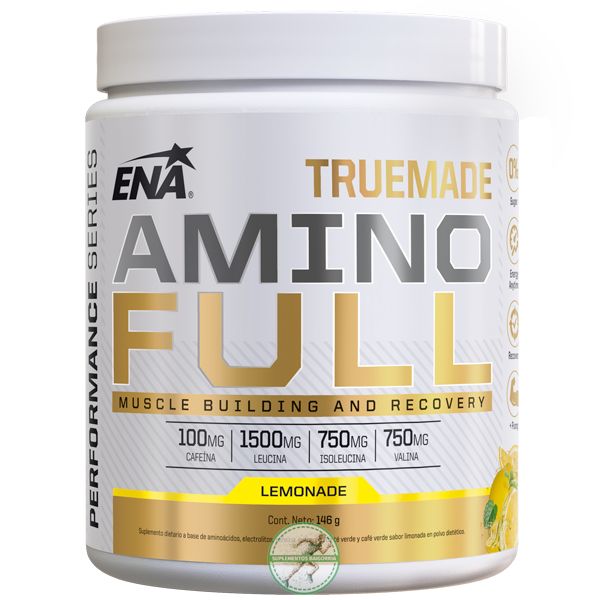 ENA®
TRUEMADE
AMINO
FULL
MUSCLE BUILDING AND RECOVERY
PERFORMANCE SERIES
100MG
CAFEÍNA
1500MG
LEUCINA
750MG
ISOLEUCINA
750MG
VALINA
LEMONADE
Cont. Neto: 146 g
Suplemento dietario a base de aminoácidos, electrolitos verde y café verde sabor limonada en polvo dietético.
SUPLEMENTOS BAIGORRIA
0%
Energy